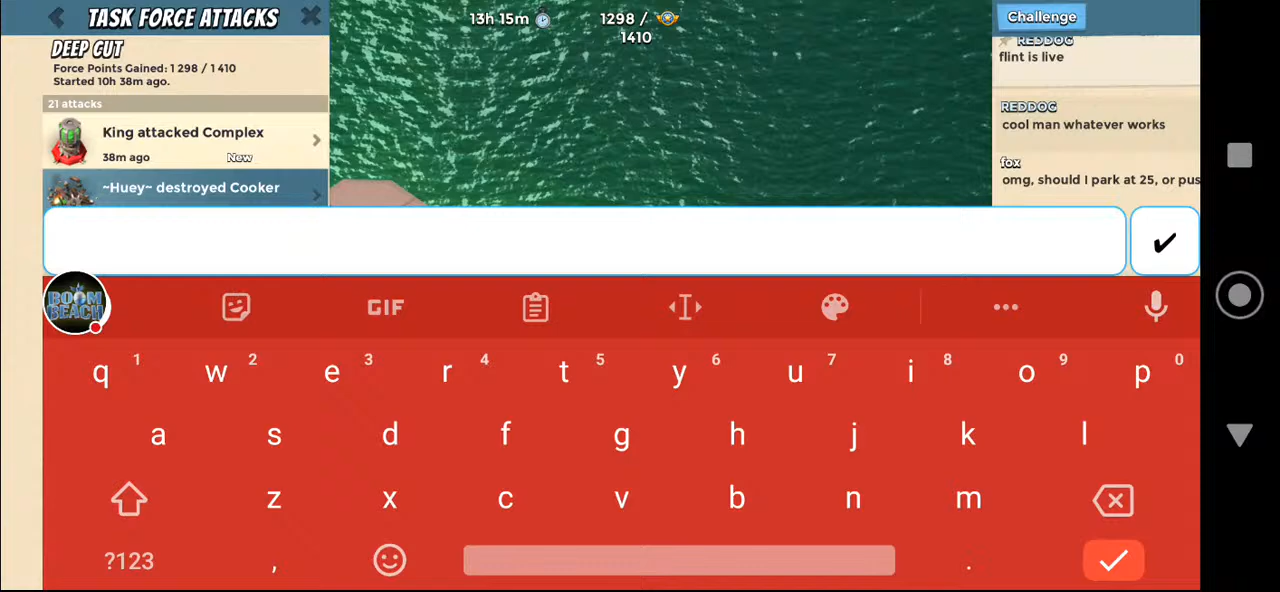 TASK FORCE ATTACKS
13h 15m
1298 /
1410
Challenge
DEEP CUT
Force Points Gained: 1 298 / 1 410
Started 10h 38m ago.
21 attacks
King attacked Complex
38m ago New
~Huey~ destroyed Cooker
REDDOG
flint is live
REDDOG
cool man whatever works
fox
omg, should I park at 25, or pus
BOOM
BEACH
GIF
q 1 w 2 e 3 r 4 t 5 y 6 u 7 i 8 o 9 p 0
a s d f g h j k l
z x c v b n m
?123 , .